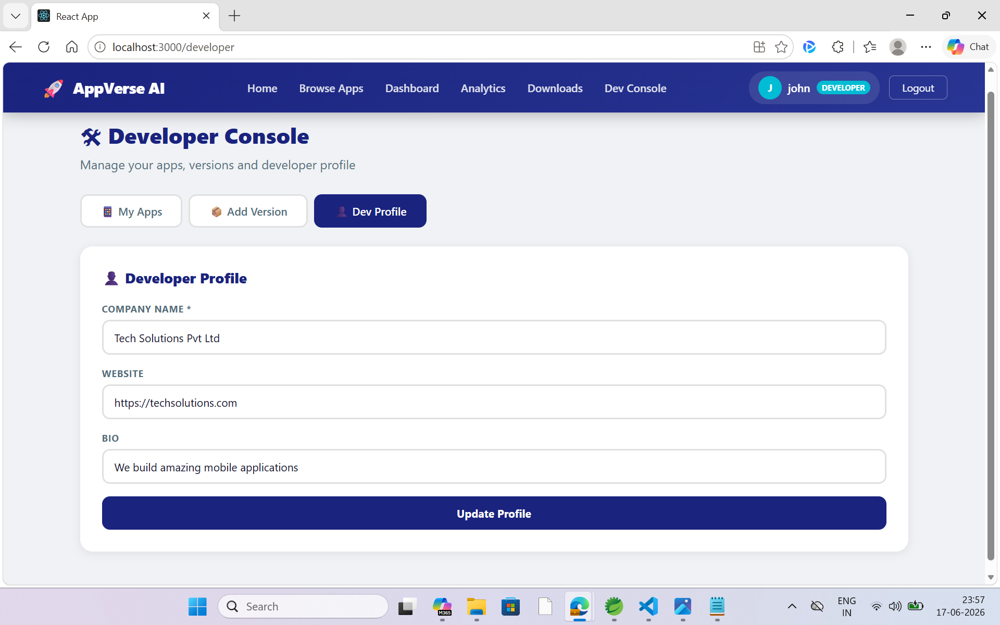 React App
localhost:3000/developer
Chat
AppVerse AI
Home
Browse Apps
Dashboard
Analytics
Downloads
Dev Console
J
john
DEVELOPER
Logout
Developer Console
Manage your apps, versions and developer profile
My Apps
Add Version
Dev Profile
Developer Profile
COMPANY NAME *
Tech Solutions Pvt Ltd
WEBSITE
https://techsolutions.com
BIO
We build amazing mobile applications
Update Profile
Search
M365
ENG
IN
23:57
17-06-2026